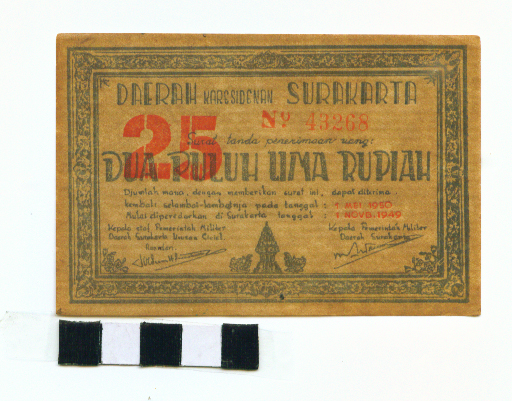 DAERAH KARESIDENAN SURAKARTA
25
Nº 43268
Surat tanda penerimaan uang:
DUA PULUH LIMA RUPIAH
Djumlah mana, dengan memberikan surat ini, dapat diterima
kembali selambat-lambatnja pada tanggal : 1 MEI 1950
Mulai diperedarkan di Surakarta tanggal : 1 NOVB. 1949
Kepala staf Pemerintah Militer
Daerah Surakarta Urusan Civiel.
Kepala Pemerintah Militer
Daerah Surakarta